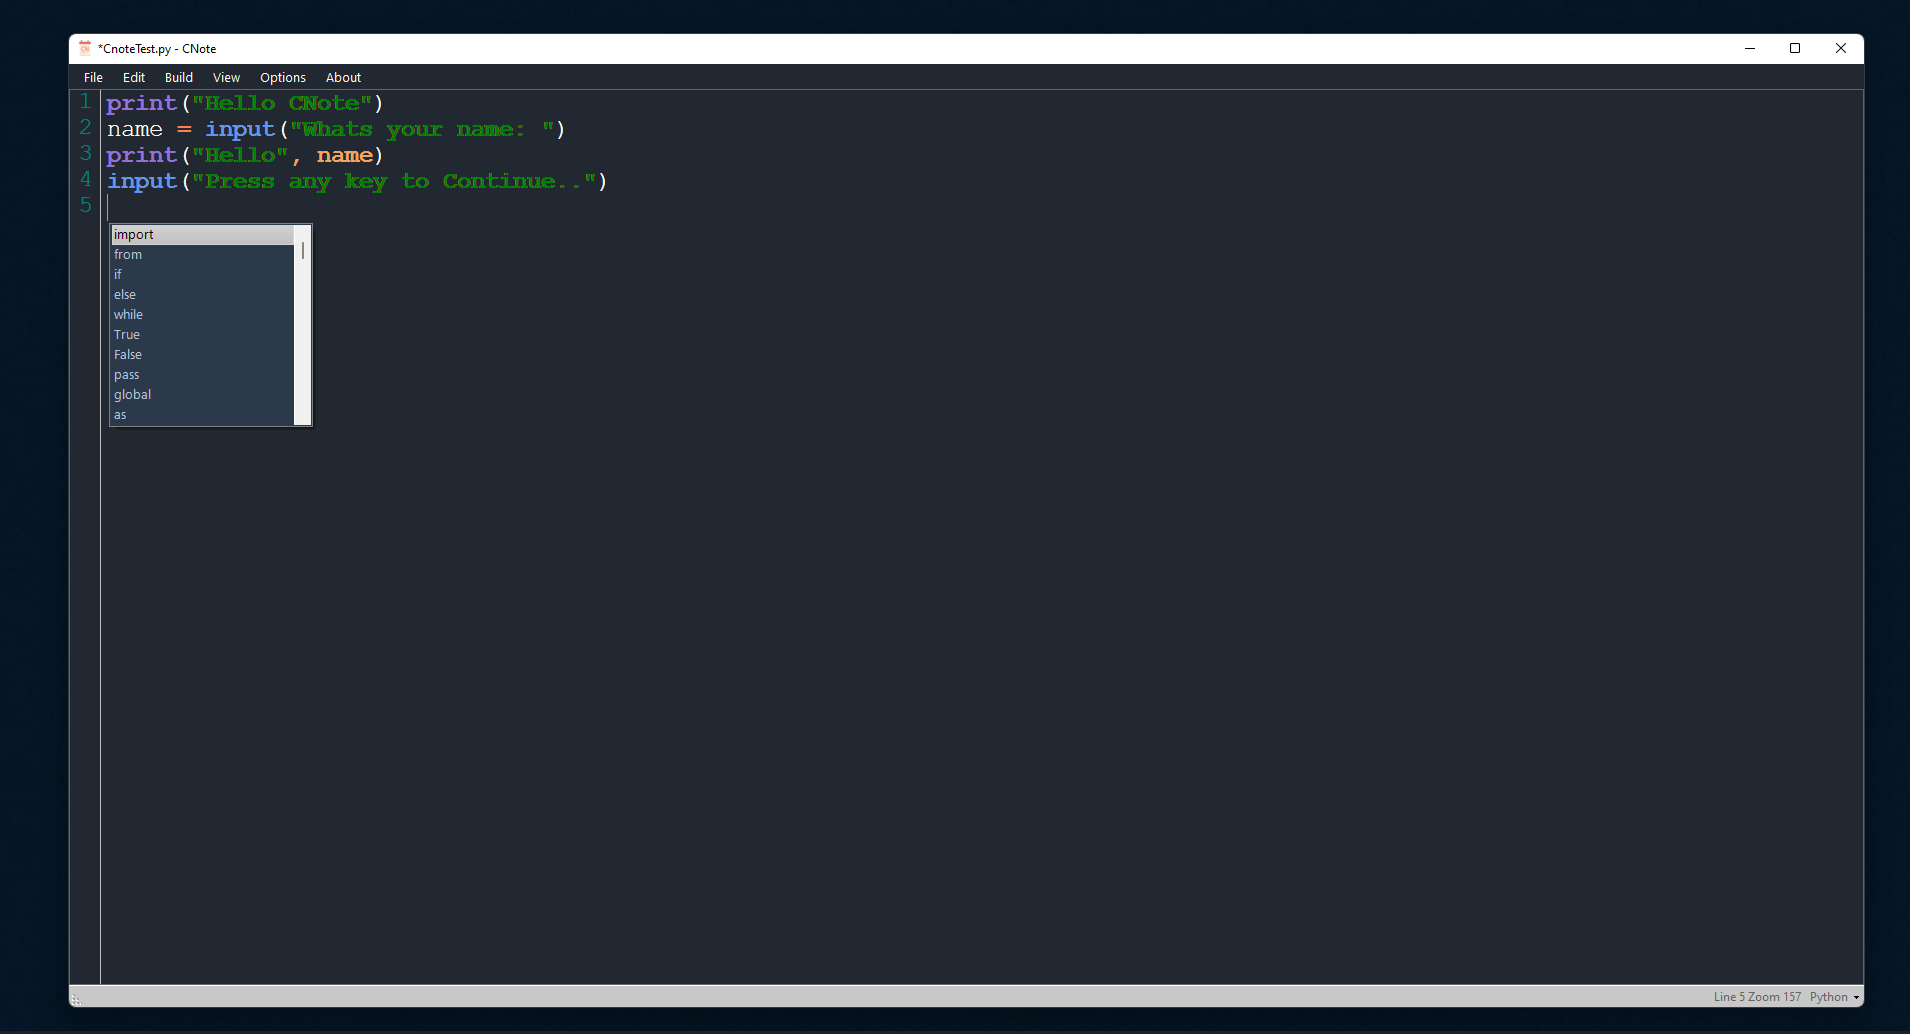 *CnoteTest.py - CNote
File Edit Build View Options About
1 print("Hello CNote")
2 name = input("Whats your name: ")
3 print("Hello", name)
4 input("Press any key to Continue..")
5
import
from
if
else
while
True
False
pass
global
as
Line 5 Zoom 157 Python